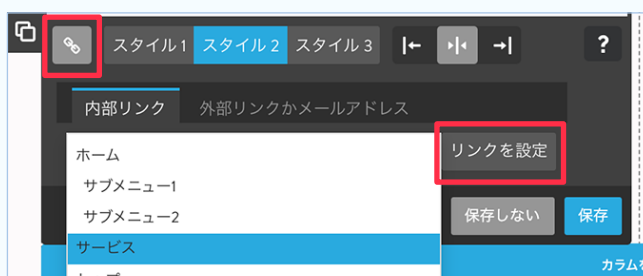 スタイル1 スタイル2 スタイル3 ?
内部リンク 外部リンクかメールアドレス
ホーム
リンクを設定
サブメニュー1
サブメニュー2
保存しない 保存
サービス
カラムを